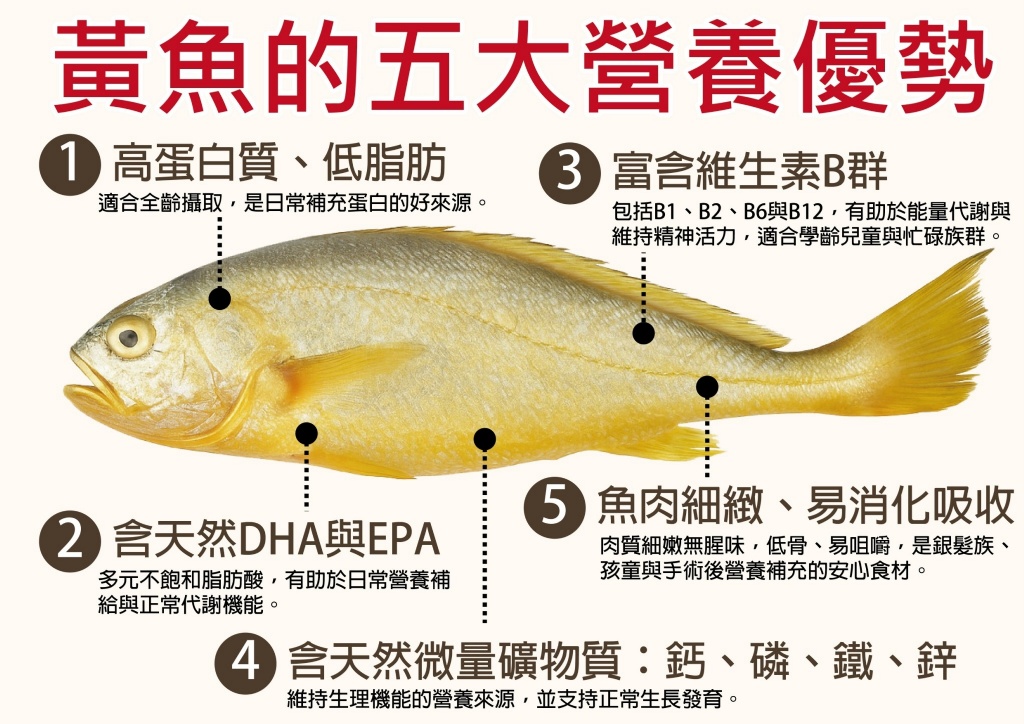 黃魚的五大營養優勢
1 高蛋白質、低脂肪
適合全齡攝取，是日常補充蛋白的好來源。
2 含天然DHA與EPA
多元不飽和脂肪酸，有助於日常營養補
給與正常代謝機能。
3 富含維生素B群
包括B1、B2、B6與B12，有助於能量代謝與
維持精神活力，適合學齡兒童與忙碌族群。
4 含天然微量礦物質：鈣、磷、鐵、鋅
維持生理機能的營養來源，並支持正常生長發育。
5 魚肉細緻、易消化吸收
肉質細嫩無腥味，低骨、易咀嚼，是銀髮族、
孩童與手術後營養補充的安心食材。